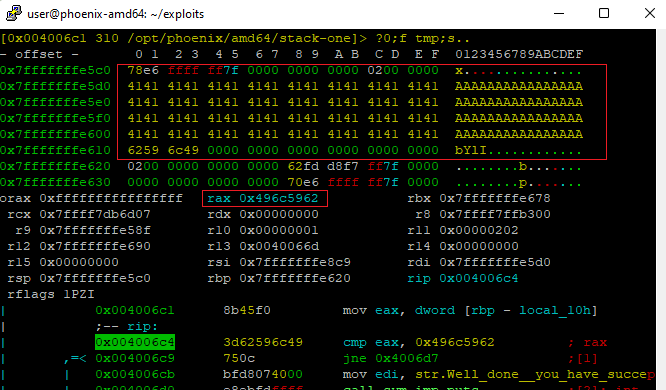 user@phoenix-amd64: ~/exploits
[0x004006c1 310 /opt/phoenix/amd64/stack-one]> ?0;f tmp;s..
- offset -       0 1  2 3  4 5  6 7  8 9  A B  C D  E F  0123456789ABCDEF
0x7fffffffe5c0  78e6 ffff ff7f 0000 0000 0000 0200 0000  x...............
0x7fffffffe5d0  4141 4141 4141 4141 4141 4141 4141 4141  AAAAAAAAAAAAAAAA
0x7fffffffe5e0  4141 4141 4141 4141 4141 4141 4141 4141  AAAAAAAAAAAAAAAA
0x7fffffffe5f0  4141 4141 4141 4141 4141 4141 4141 4141  AAAAAAAAAAAAAAAA
0x7fffffffe600  4141 4141 4141 4141 4141 4141 4141 4141  AAAAAAAAAAAAAAAA
0x7fffffffe610  6259 6c49 0000 0000 0000 0000 0000 0000  bYlI............
0x7fffffffe620  0200 0000 0000 0000 62fd d8f7 ff7f 0000  ........b.......
0x7fffffffe630  0000 0000 0000 0000 70e6 ffff ff7f 0000  ........p.......
orax 0xffffffffffffffff   rax 0x496c5962   rbx 0x7fffffffe678
rcx 0x7ffff7db6d07   rdx 0x00000000   r8 0x7ffff7ffb300
r9 0x7fffffffe58f   r10 0x00000001   r11 0x00000202
r12 0x7fffffffe690   r13 0x0040066d   r14 0x00000000
r15 0x00000000   rsi 0x7fffffffe8c9   rdi 0x7fffffffe5d0
rsp 0x7fffffffe5c0   rbp 0x7fffffffe620   rip 0x004006c4
rflags 1PZI
| 0x004006c1 8b45f0 mov eax, dword [rbp - local_10h]
| ;-- rip:
| 0x004006c4 3d62596c49 cmp eax, 0x496c5962 ; rax
| ,=< 0x004006c9 750c jne 0x4006d7 ;[1]
| | 0x004006cb bfd8074000 mov edi, str.Well_done__you_have_succep